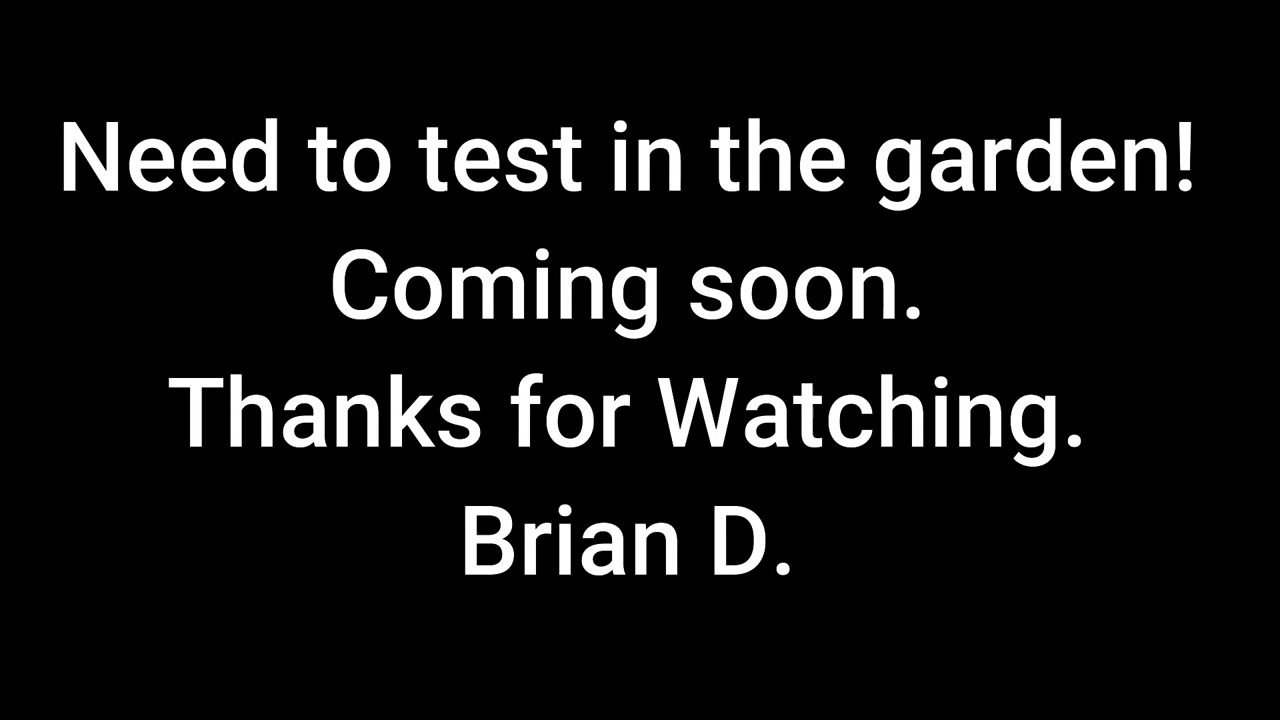 Need to test in the garden!
Coming soon.
Thanks for Watching.
Brian D.